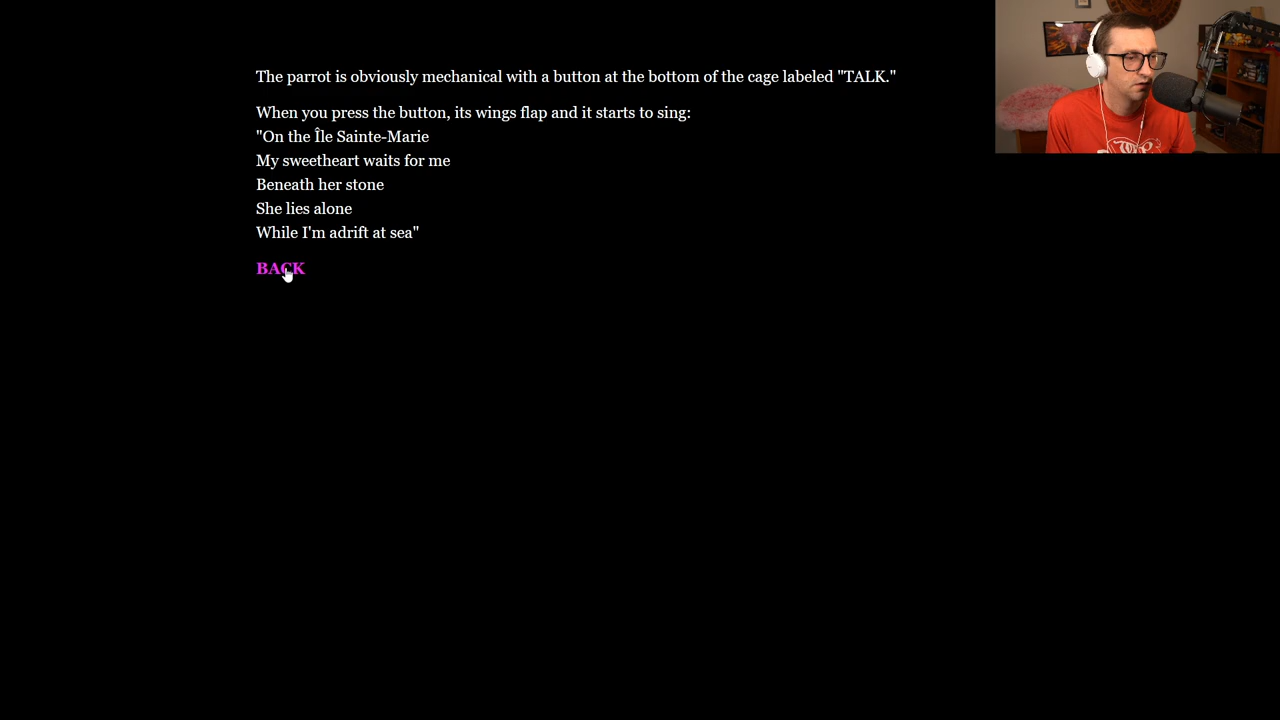 The parrot is obviously mechanical with a button at the bottom of the cage labeled "TALK."
When you press the button, its wings flap and it starts to sing:
"On the Île Sainte-Marie
My sweetheart waits for me
Beneath her stone
She lies alone
While I'm adrift at sea"
BACK